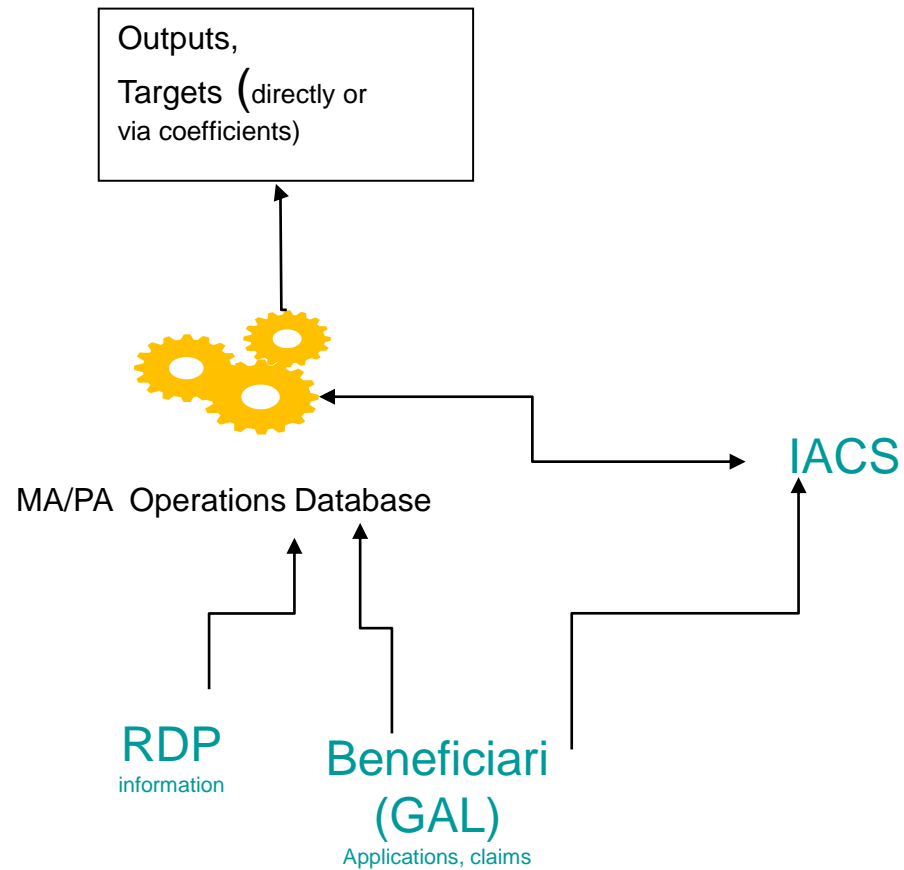 Outputs,
Targets (directly or
via coefficients)
IACS
MA/PA Operations Database
RDP
information
Beneficiari
(GAL)
Applications, claims